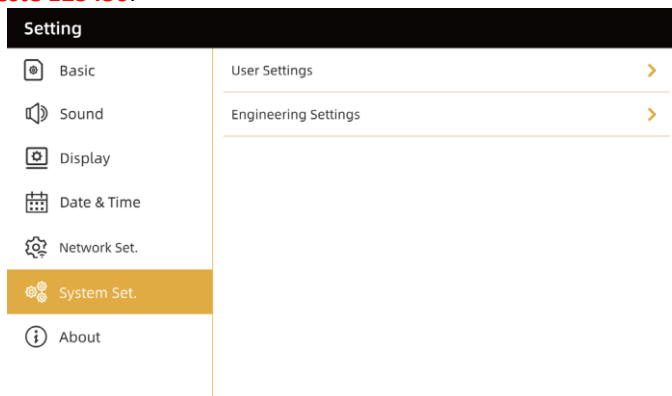 Setting
Basic
User Settings
Sound
Engineering Settings
Display
Date & Time
Network Set.
System Set.
About